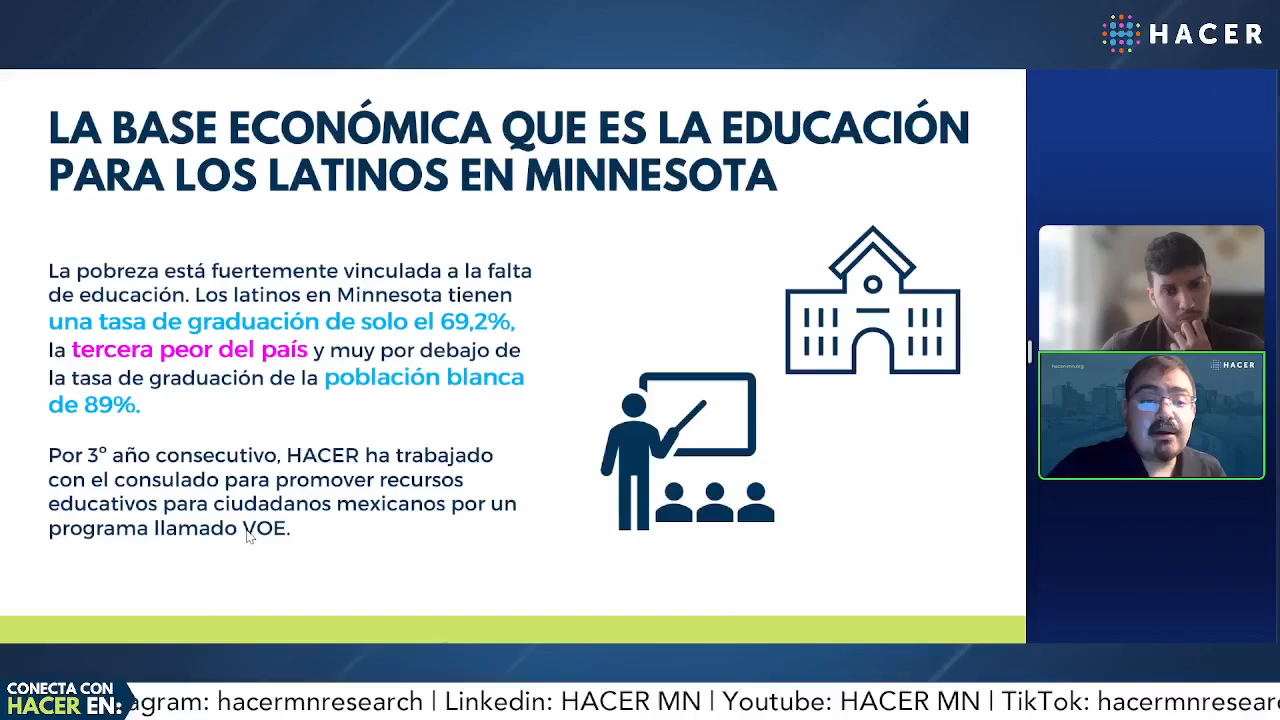 HACER
LA BASE ECONÓMICA QUE ES LA EDUCACIÓN
PARA LOS LATINOS EN MINNESOTA
La pobreza está fuertemente vinculada a la falta
de educación. Los latinos en Minnesota tienen
una tasa de graduación de solo el 69,2%,
la tercera peor del país y muy por debajo de
la tasa de graduación de la población blanca
de 89%.
Por 3º año consecutivo, HACER ha trabajado
con el consulado para promover recursos
educativos para ciudadanos mexicanos por un
programa llamado VOE.
hacermn.org
HACER
CONECTA CON
HACER EN:
agram: hacermnresearch | Linkedin: HACER MN | Youtube: HACER MN | TikTok: hacermnresear